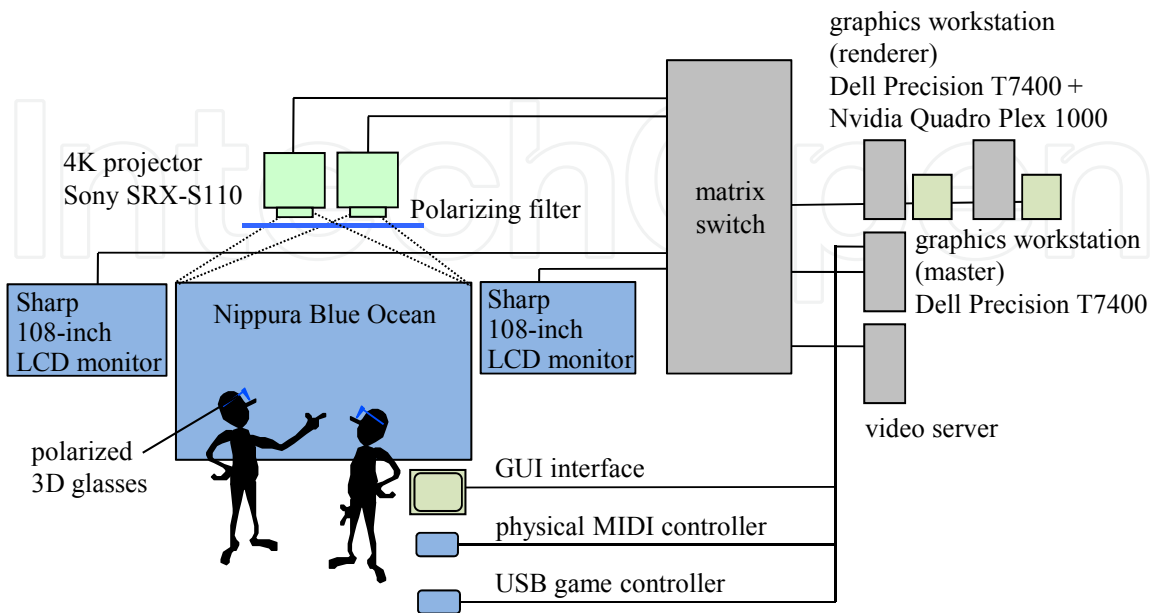 graphics workstation
(renderer)
Dell Precision T7400 +
Nvidia Quadro Plex 1000
4K projector
Sony SRX-S110
Polarizing filter
matrix
switch
graphics workstation
(master)
Dell Precision T7400
Sharp
108-inch
LCD monitor
Nippura Blue Ocean
Sharp
108-inch
LCD monitor
video server
polarized
3D glasses
GUI interface
physical MIDI controller
USB game controller
IntechOpen